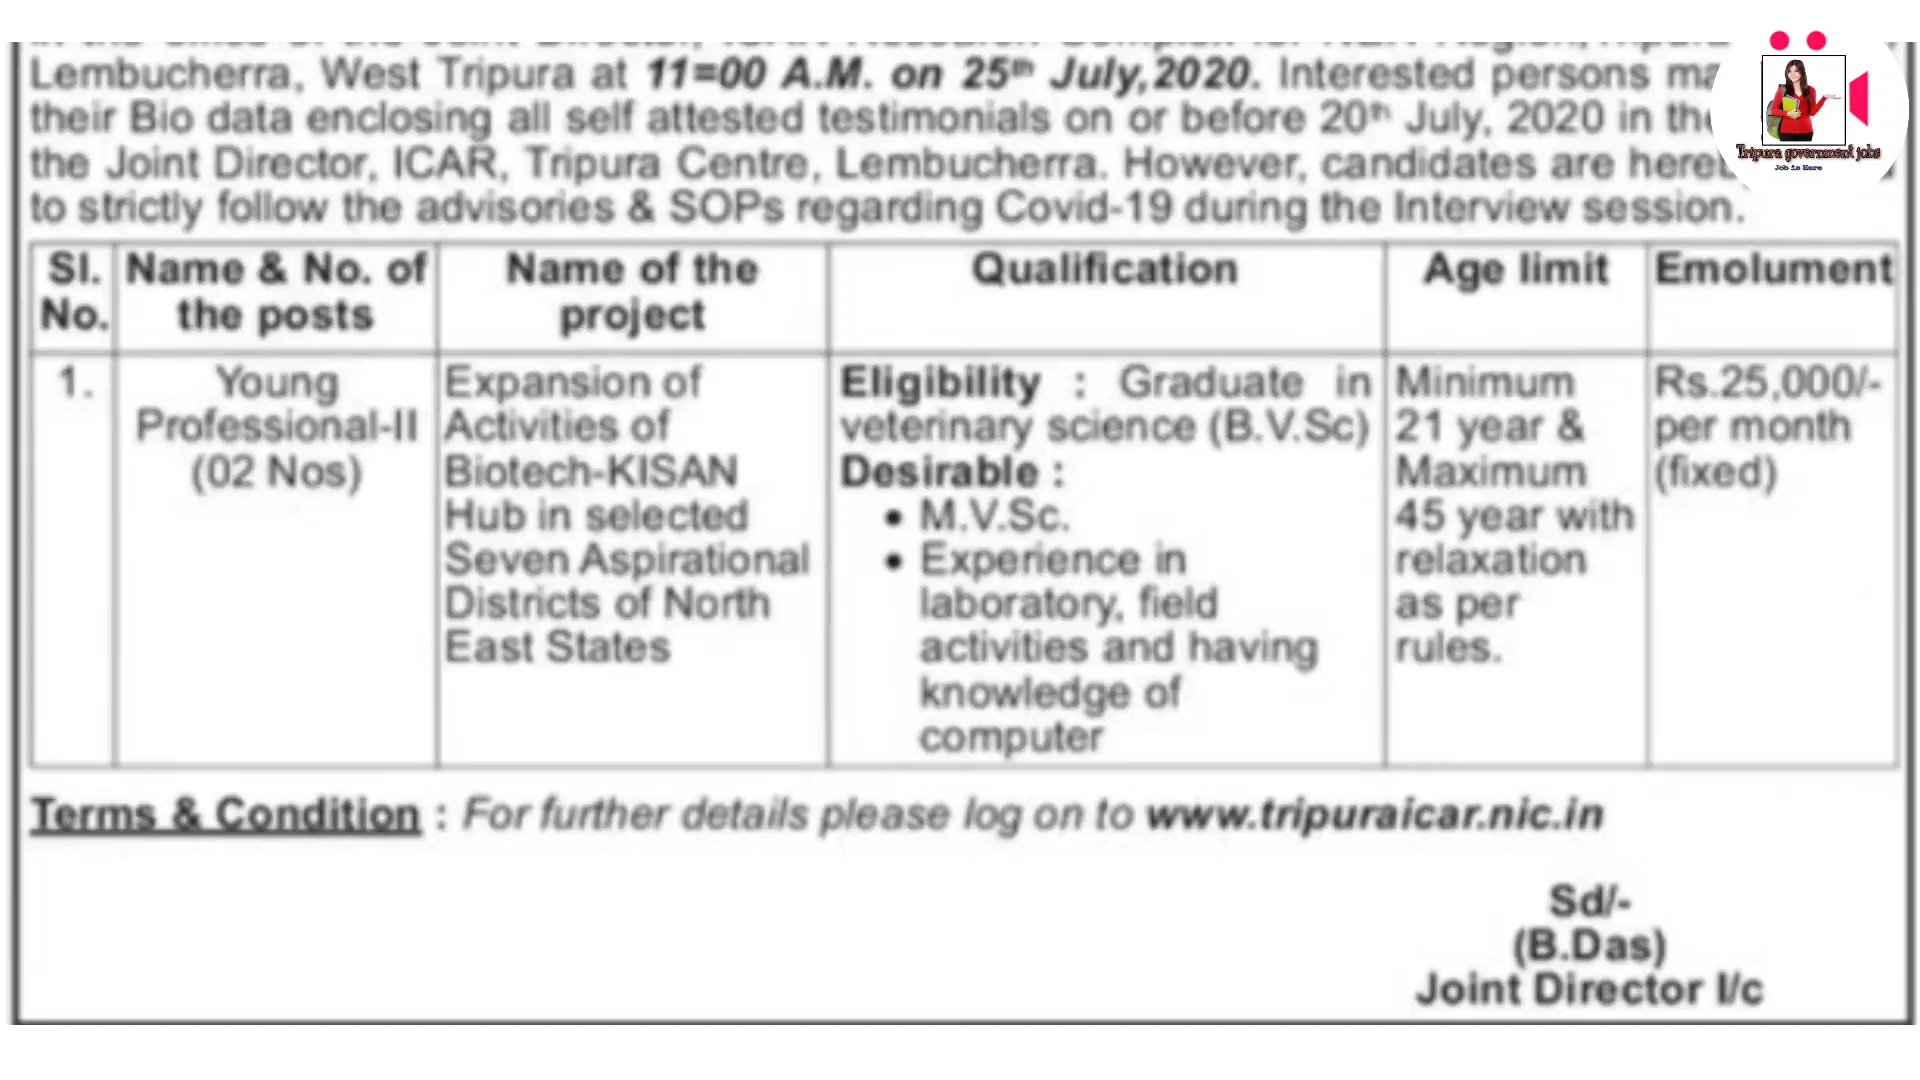 Lembucherra, West Tripura at 11=00 A.M. on 25th July,2020. Interested persons
their Bio data enclosing all self attested testimonials on or before 20th July, 2020 in
the Joint Director, ICAR, Tripura Centre, Lembucherra. However, candidates are
to strictly follow the advisories & SOPs regarding Covid-19 during the Interview session.
Sl. No. Name & No. of the posts Name of the project Qualification Age limit Emolument
1.
Young
Professional-II
(02 Nos)
Expansion of
Activities of
Biotech-KISAN
Hub in selected
Seven Aspirational
Districts of North
East States
Eligibility : Graduate in
veterinary science (B.V.Sc)
Desirable :
• M.V.Sc.
• Experience in
laboratory, field
activities and having
knowledge of
computer
Minimum
21 year &
Maximum
45 year with
relaxation
as per
rules.
Rs.25,000/-
per month
(fixed)
Terms & Condition : For further details please log on to www.tripuraicar.nic.in
Sd/-
(B.Das)
Joint Director I/c
Tripura government jobs
Job is Here